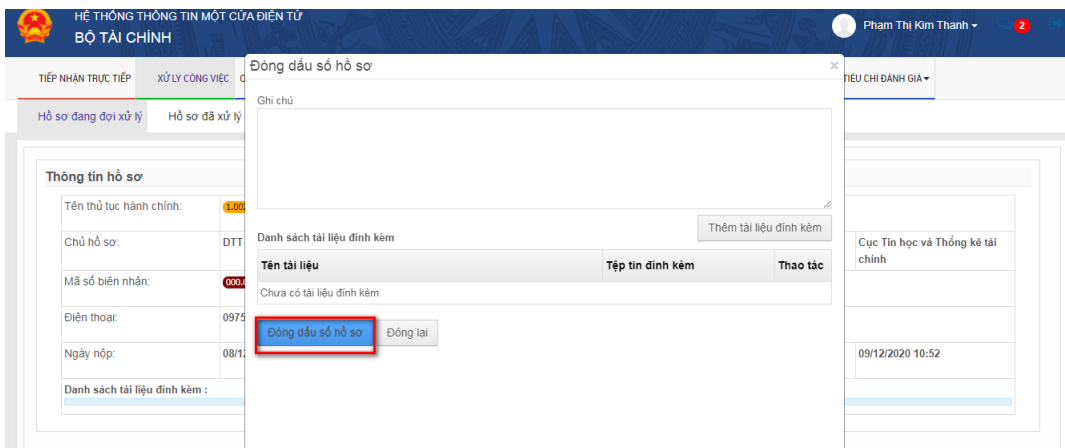 HỆ THỐNG THÔNG TIN MỘT CỬA ĐIỆN TỬ
BỘ TÀI CHÍNH
Phạm Thị Kim Thanh
2
TIẾP NHẬN TRỰC TIẾP XỬ LÝ CÔNG VIỆC
TIÊU CHÍ ĐÁNH GIÁ
Hồ sơ đang đợi xử lý Hồ sơ đã xử lý
Đóng dấu số hồ sơ ×
Ghi chú
Thêm tài liệu đính kèm
Danh sách tài liệu đính kèm
Tên tài liệu Tệp tin đính kèm Thao tác
Chưa có tài liệu đính kèm
Đóng dấu số hồ sơ Đóng lại
Thông tin hồ sơ
Tên thủ tục hành chính: 1.002
Chủ hồ sơ: DTT Cục Tin học và Thống kê tài
chính
Mã số biên nhận: 000.
Điện thoại: 0975
Ngày nộp: 08/12 09/12/2020 10:52
Danh sách tài liệu đính kèm :